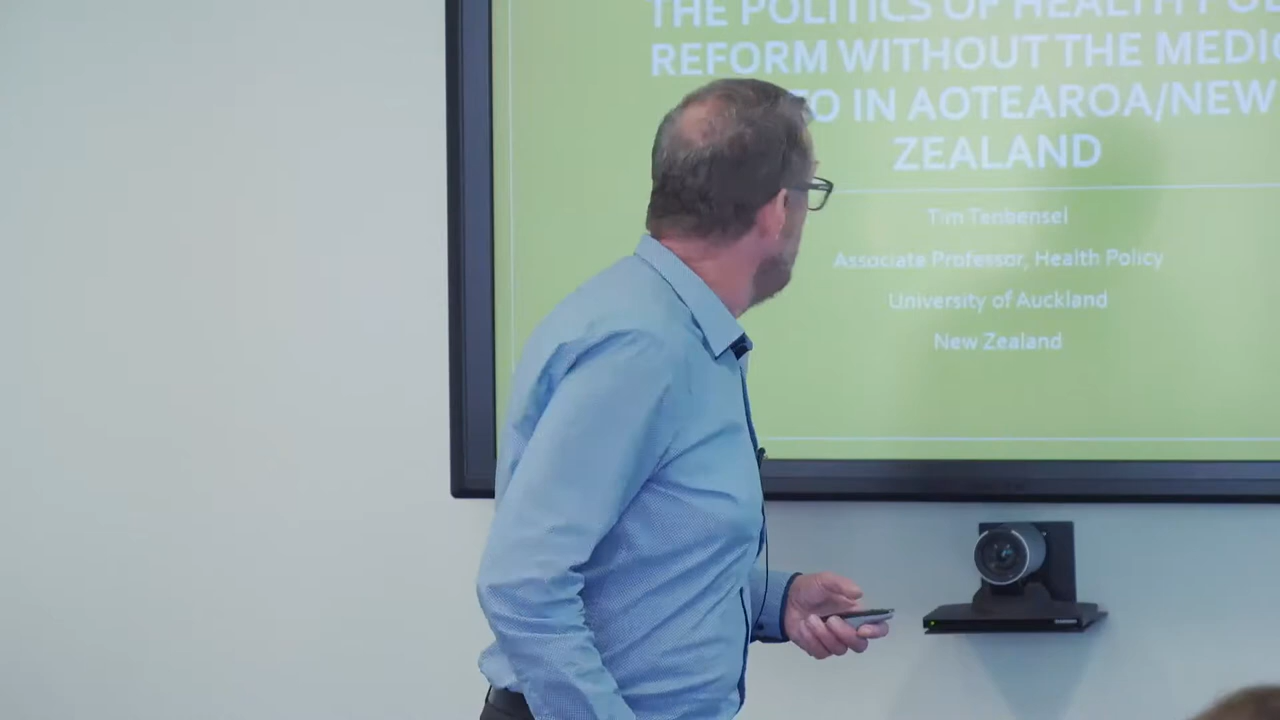 THE POLITICS OF HEALTH
REFORM WITHOUT THE
IN AOTEAROA/NEW
ZEALAND
Tim Tenbensel
Associate Professor, Health Policy
University of Auckland
New Zealand